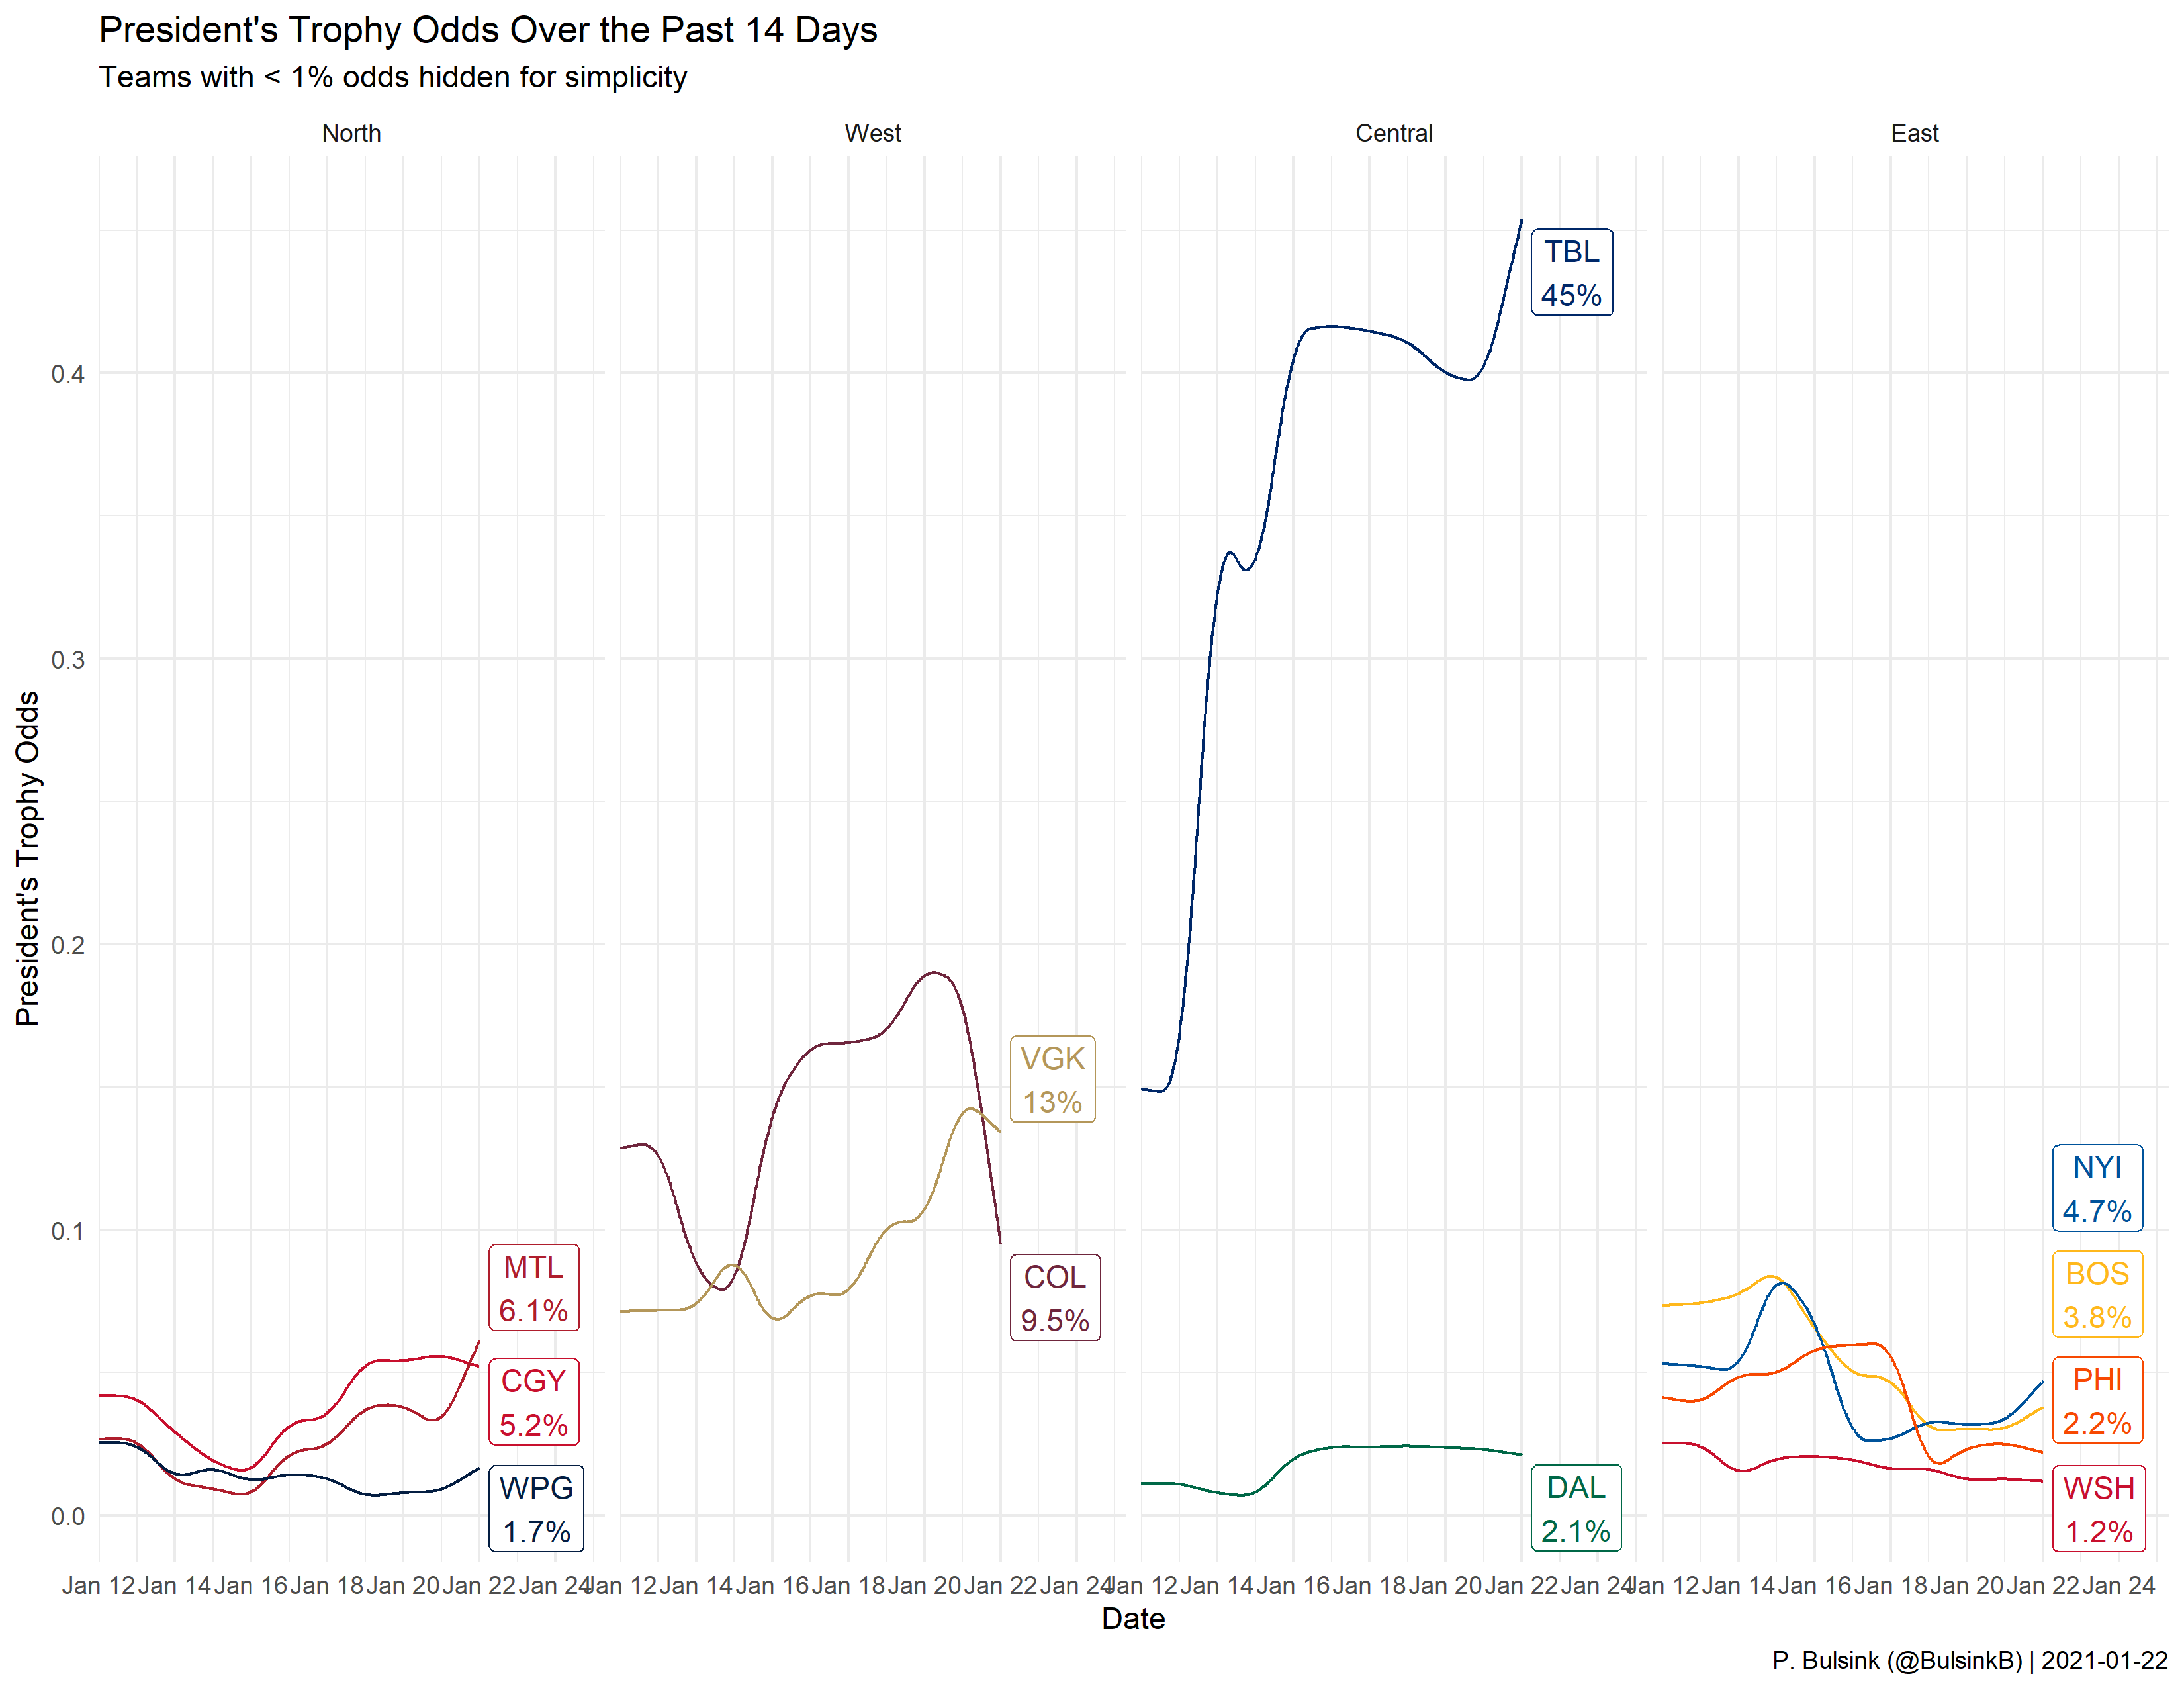 President's Trophy Odds Over the Past 14 Days
Teams with < 1% odds hidden for simplicity
North
West
Central
East
President's Trophy Odds
0.4
0.3
0.2
0.1
0.0
MTL
6.1%
CGY
5.2%
WPG
1.7%
VGK
13%
COL
9.5%
TBL
45%
DAL
2.1%
NYI
4.7%
BOS
3.8%
PHI
2.2%
WSH
1.2%
Jan 12 Jan 14 Jan 16 Jan 18 Jan 20 Jan 22 Jan 24
Jan 12 Jan 14 Jan 16 Jan 18 Jan 20 Jan 22 Jan 24
Jan 12 Jan 14 Jan 16 Jan 18 Jan 20 Jan 22 Jan 24
Jan 12 Jan 14 Jan 16 Jan 18 Jan 20 Jan 22 Jan 24
Date
P. Bulsink (@BulsinkB) | 2021-01-22